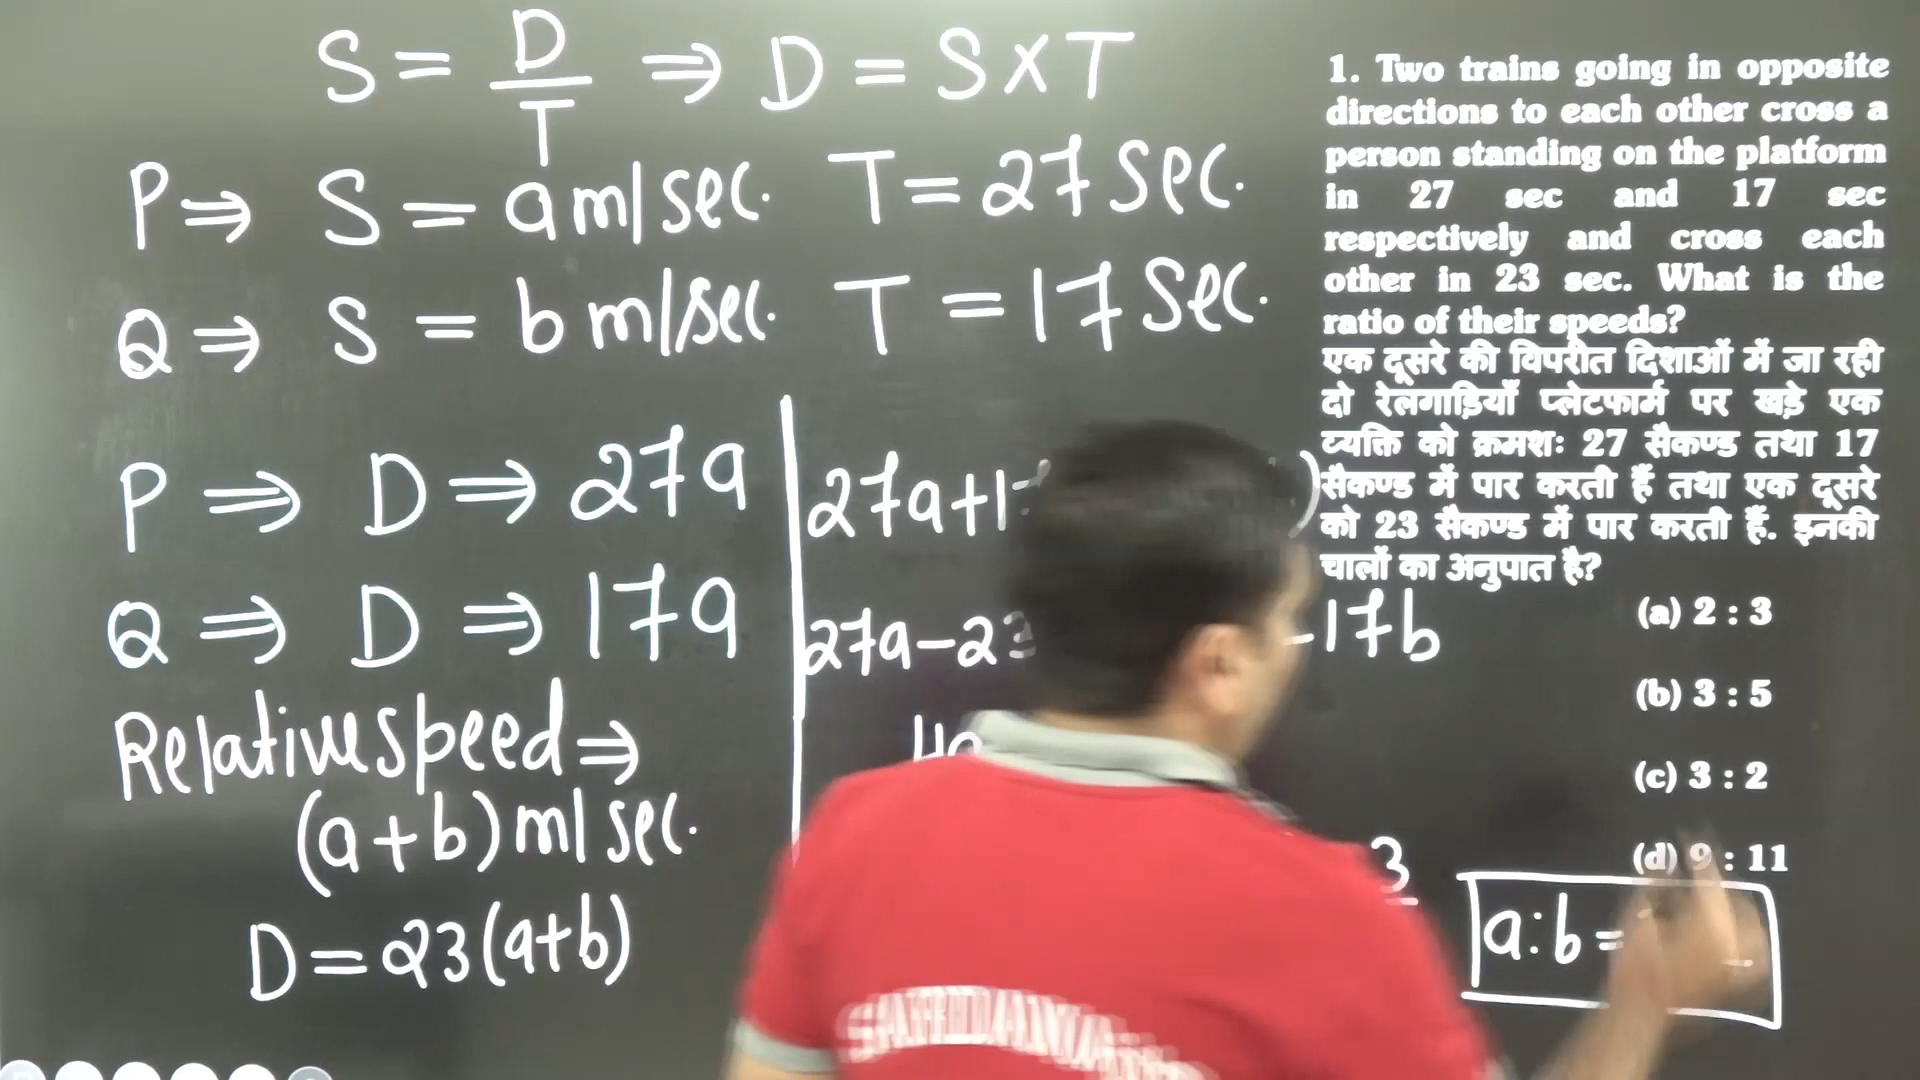 S = D/T ⇒ D = S×T
P ⇒ S = a m/sec. T = 27 Sec.
Q ⇒ S = b m/sec. T = 17 Sec.
P ⇒ D ⇒ 27a
Q ⇒ D ⇒ 17a
Relative speed ⇒
(a+b) m/sec.
D = 23(a+b)
27a+1
)
27a-23
-17b
3
a:b =
1. Two trains going in opposite
directions to each other cross a
person standing on the platform
in 27 sec and 17 sec
respectively and cross each
other in 23 sec. What is the
ratio of their speeds?
एक दूसरे की विपरीत दिशाओं में जा रही
दो रेलगाड़ियाँ प्लेटफार्म पर खड़े एक
व्यक्ति को क्रमशः 27 सैकण्ड तथा 17
सैकण्ड में पार करती हैं तथा एक दूसरे
को 23 सैकण्ड में पार करती हैं. इनकी
चालों का अनुपात है?
(a) 2 : 3
(b) 3 : 5
(c) 3 : 2
(d) 9 : 11